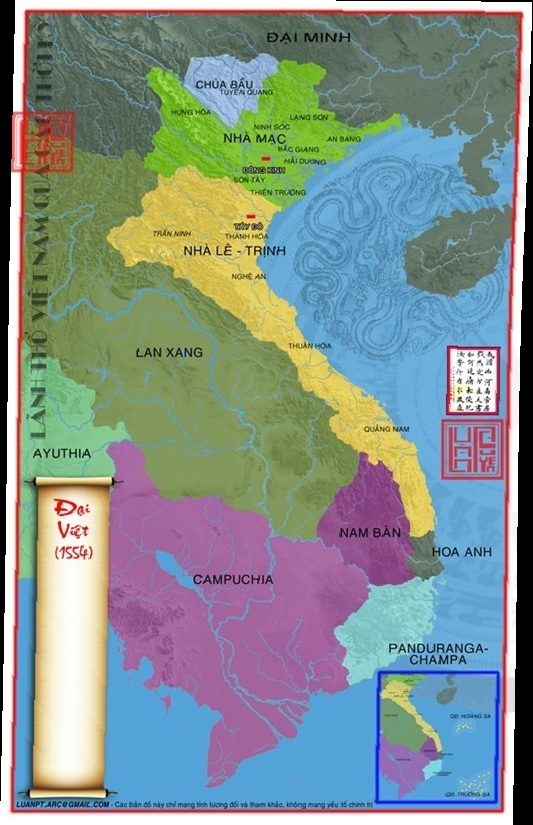 ĐẠI MINH
CHÚA BẦU
TUYÊN QUANG
HƯNG HÓA
LẠNG SƠN
NINH SÓC
AN BANG
NHÀ MẠC
BẮC GIANG
HẢI DƯƠNG
ĐÔNG KINH
SƠN TÂY
THIÊN TRƯỜNG
TÂY ĐÔ
TRẤN NINH
THANH HÓA
NHÀ LÊ - TRỊNH
NGHỆ AN
LÃNH THỔ VIỆT NAM QUA
THUẬN HÓA
LAN XANG
QUẢNG NAM
AYUTHIA
Đại
Việt
(1554)
NAM BÀN
HOA ANH
CAMPUCHIA
PANDURANGA-
CHAMPA
QĐ. HOÀNG SA
QĐ. TRƯỜNG SA
LUANPT.ARC@GMAIL.COM - Các bản đồ này chỉ mang tính tương đối và tham khảo, không mang yếu tố chính trị